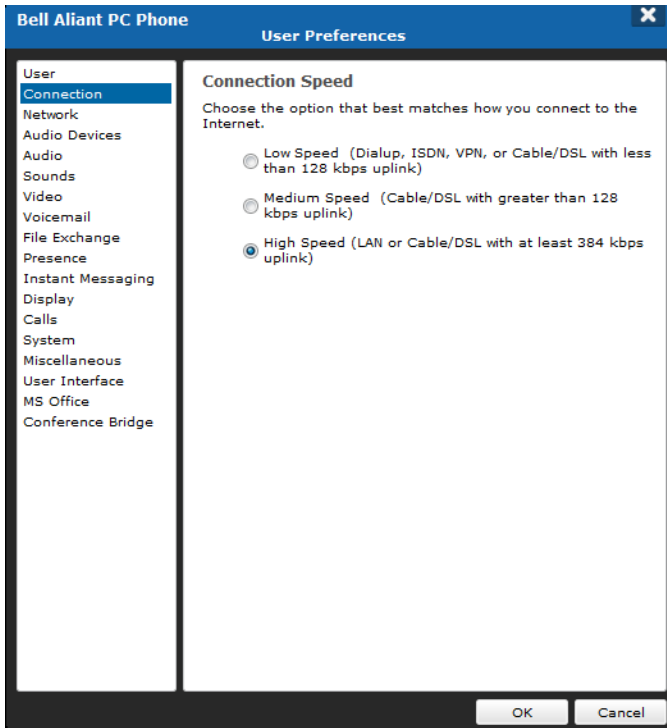 Bell Aliant PC Phone
User Preferences
User
Connection
Network
Audio Devices
Audio
Sounds
Video
Voicemail
File Exchange
Presence
Instant Messaging
Display
Calls
System
Miscellaneous
User Interface
MS Office
Conference Bridge
Connection Speed
Choose the option that best matches how you connect to the
Internet.
Low Speed (Dialup, ISDN, VPN, or Cable/DSL with less
than 128 kbps uplink)
Medium Speed (Cable/DSL with greater than 128
kbps uplink)
High Speed (LAN or Cable/DSL with at least 384 kbps
uplink)
OK
Cancel